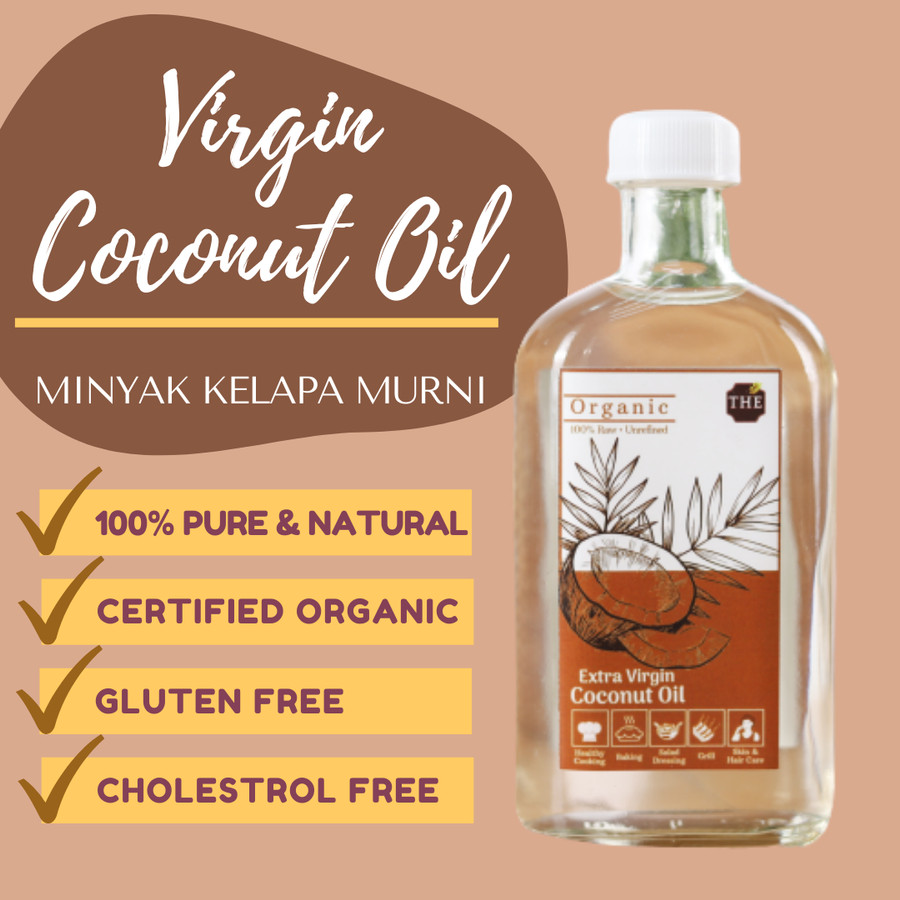 Virgin
Coconut Oil
MINYAK KELAPA MURNI
100% PURE & NATURAL
CERTIFIED ORGANIC
GLUTEN FREE
CHOLESTROL FREE
Organic
100% Raw • Unrefined
THE
Extra Virgin
Coconut Oil
Healthy Cooking
Baking
Salad Dressing
Grill
Skin & Hair Care